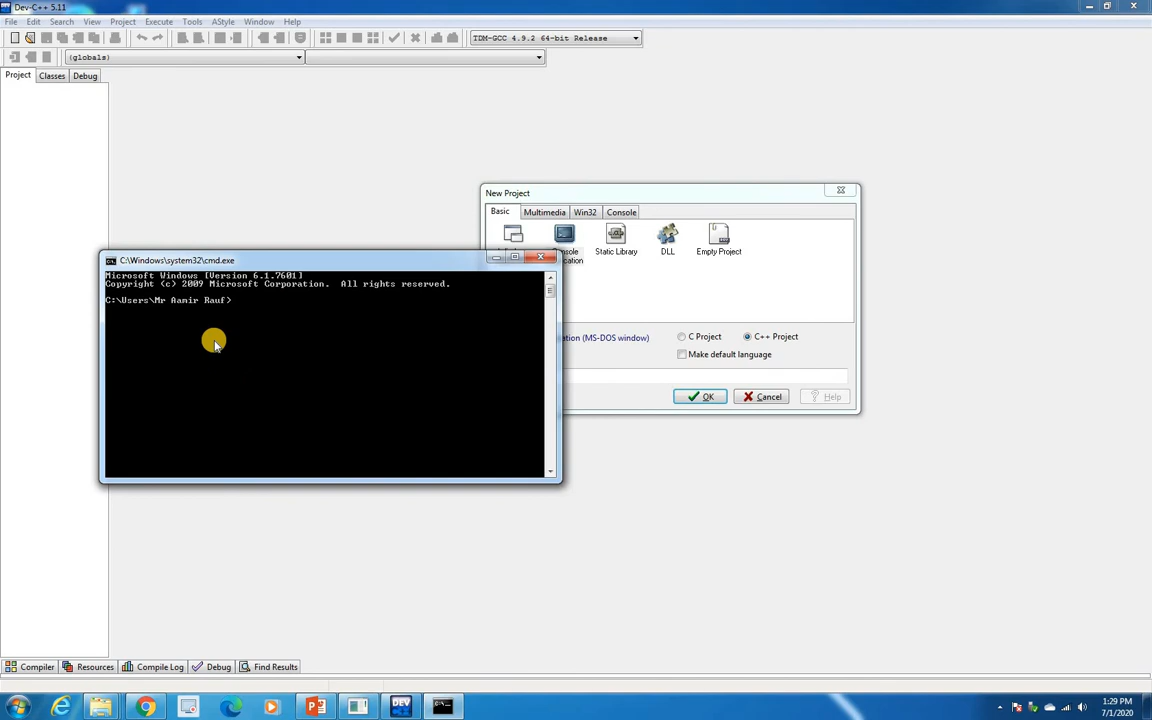 Dev-C++ 5.11
File Edit Search View Project Execute Tools AStyle Window Help
TDM-GCC 4.9.2 64-bit Release
(globals)
Project Classes Debug
New Project
Basic Multimedia Win32 Console
Static Library DLL Empty Project
C:\Windows\system32\cmd.exe
Microsoft Windows [Version 6.1.7601]
Copyright (c) 2009 Microsoft Corporation. All rights reserved.
C:\Users\Mr Aamir Rauf>
(MS-DOS window) C Project C++ Project
Make default language
OK Cancel Help
Compiler Resources Compile Log Debug Find Results
DEV
1:29 PM
7/1/2020